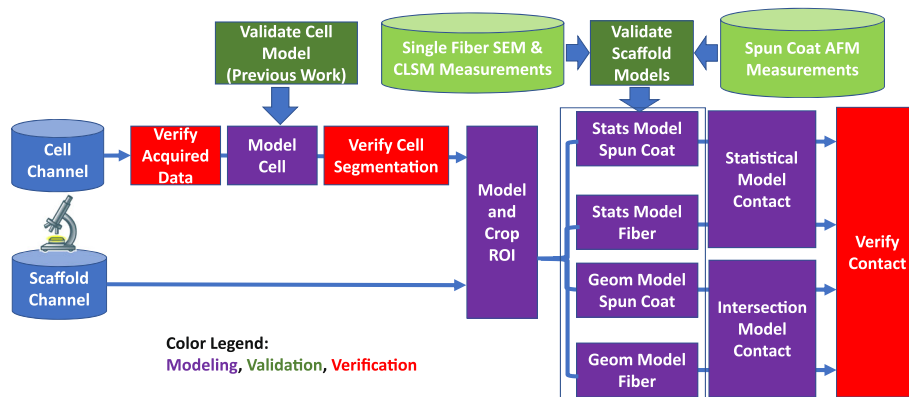 Validate Cell
Model
(Previous Work)
Single Fiber SEM &
CLSM Measurements
Validate
Scaffold
Models
Spun Coat AFM
Measurements
Cell
Channel
Verify
Acquired
Data
Model
Cell
Verify Cell
Segmentation
Model
and
Crop
ROI
Stats Model
Spun Coat
Stats Model
Fiber
Geom Model
Spun Coat
Geom Model
Fiber
Statistical
Model
Contact
Intersection
Model
Contact
Verify
Contact
Scaffold
Channel
Color Legend:
Modeling, Validation, Verification